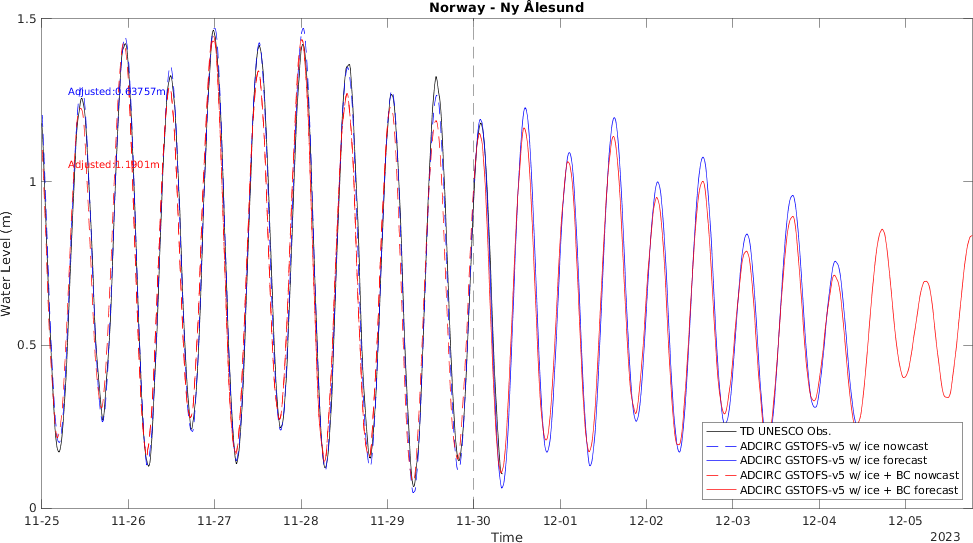 Norway - Ny Ålesund
1.5
1
0.5
0
Water Level (m)
Adjusted:0.63757m
Adjusted:1.1901m
TD UNESCO Obs.
ADCIRC GSTOFS-v5 w/ ice nowcast
ADCIRC GSTOFS-v5 w/ ice forecast
ADCIRC GSTOFS-v5 w/ ice + BC nowcast
ADCIRC GSTOFS-v5 w/ ice + BC forecast
11-25 11-26 11-27 11-28 11-29 11-30 12-01 12-02 12-03 12-04 12-05
Time
2023